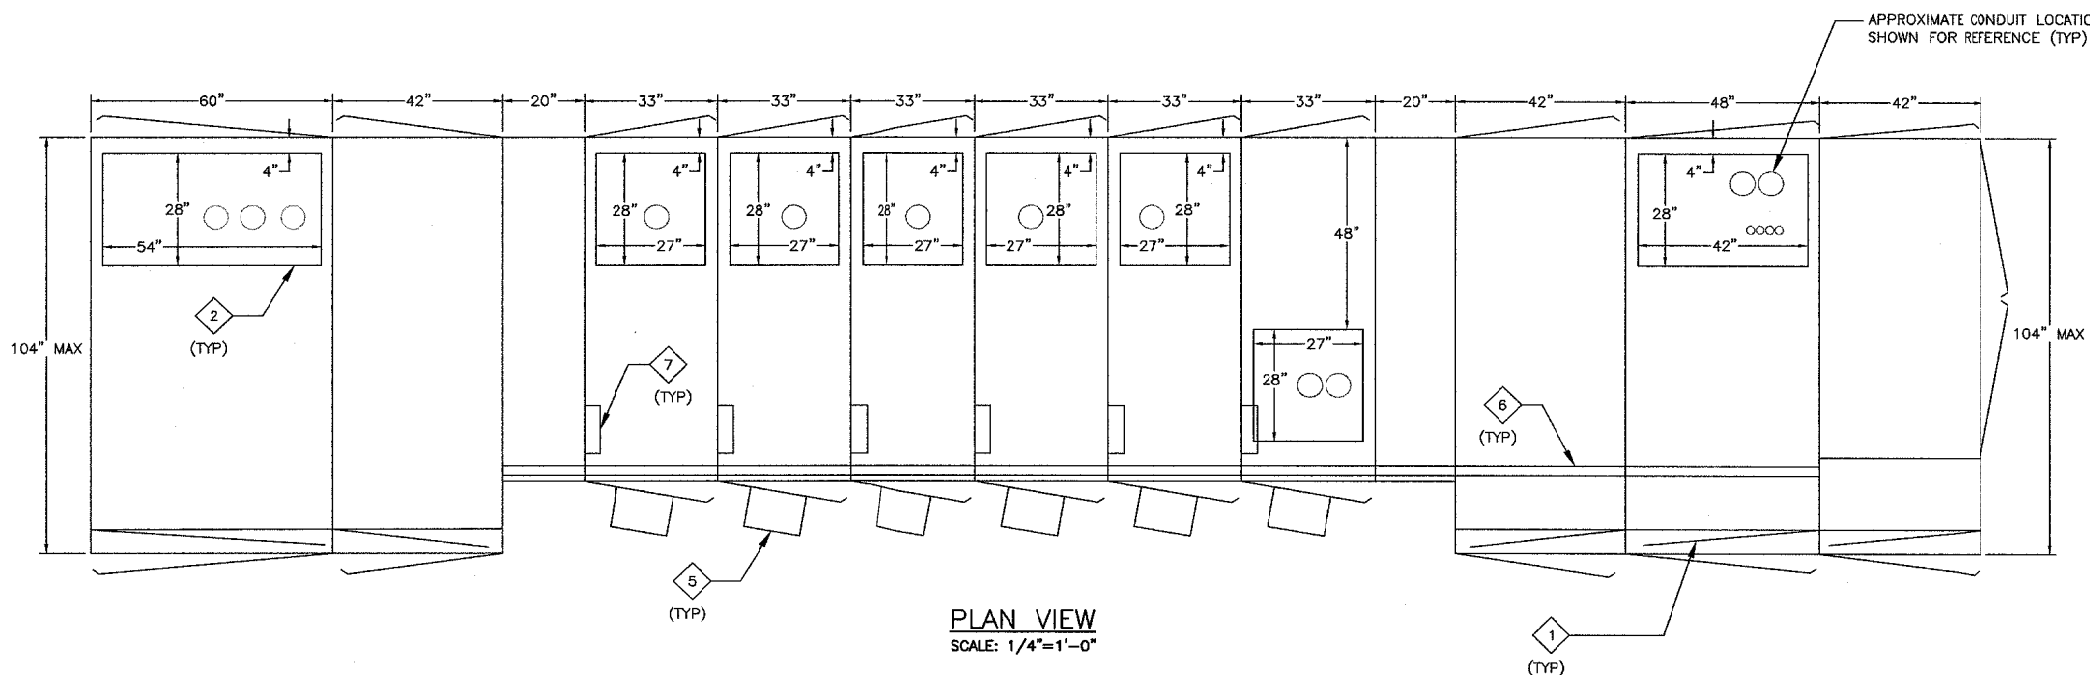 APPROXIMATE CONDUIT LOCATIO
SHOWN FOR REFERENCE (TYP)
60" 42" 20" 33" 33" 33" 33" 33" 33" 20" 42" 48" 42"
4" 4" 4" 4" 4" 4" 4"
28" 28" 28" 28" 28" 28" 28"
54" 27" 27" 27" 27" 27" 48" 42"
2
(TYP)
104" MAX 27" 104" MAX
7
(TYP)
28"
6
(TYP)
5
(TYP)
PLAN VIEW
SCALE: 1/4"=1'-0"
1
(TYP)